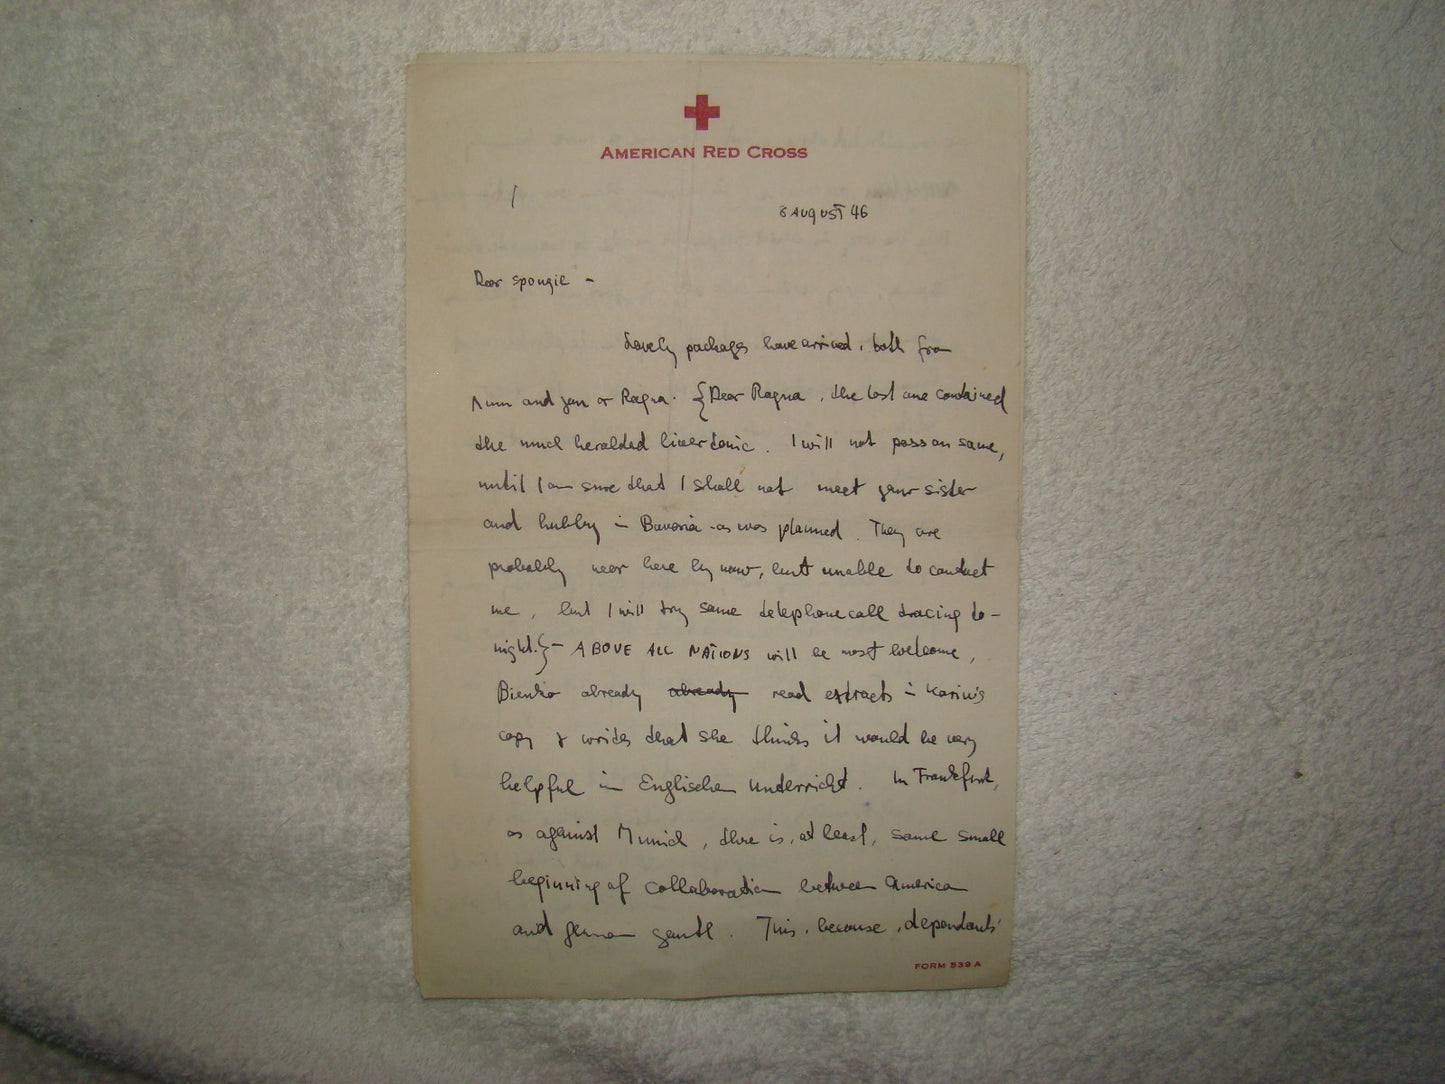 AMERICAN RED CROSS
1
8 AUGUST 46
Dear spongie -
Lovely packages have arrived, both from
and you or Ragna. {Dear Ragna, the last one contained
the much heralded liver tonic. I will not pass on same,
until I am sure that I shall not meet your sister
and hubby in Bavaria - as was planned. They are
probably near here by now, but unable to contact
me, but I will try some telephone call tracing to-
night.} - ABOVE ALL NATIONS will be most welcome,
Bienko already already read extracts in Karin's
copy & writes that she thinks it would be very
helpful in Englischen Unterricht. In Frankfurt,
as against Munich, there is, at least, some small
beginning of collaboration between America
and german youth. This, because, dependants'
FORM 539 A